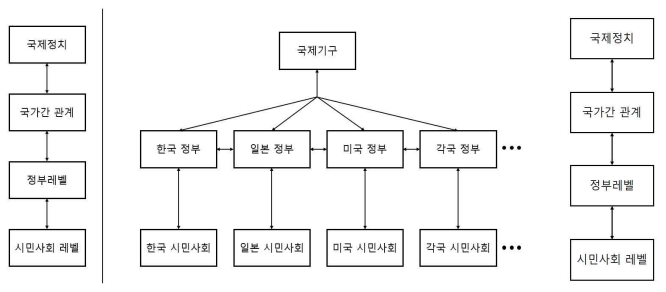 국제정치
국가간 관계
정부레벨
시민사회 레벨
국제기구
한국 정부
일본 정부
미국 정부
각국 정부
•••
한국 시민사회
일본 시민사회
미국 시민사회
각국 시민사회
•••
국제정치
국가간 관계
정부레벨
시민사회 레벨